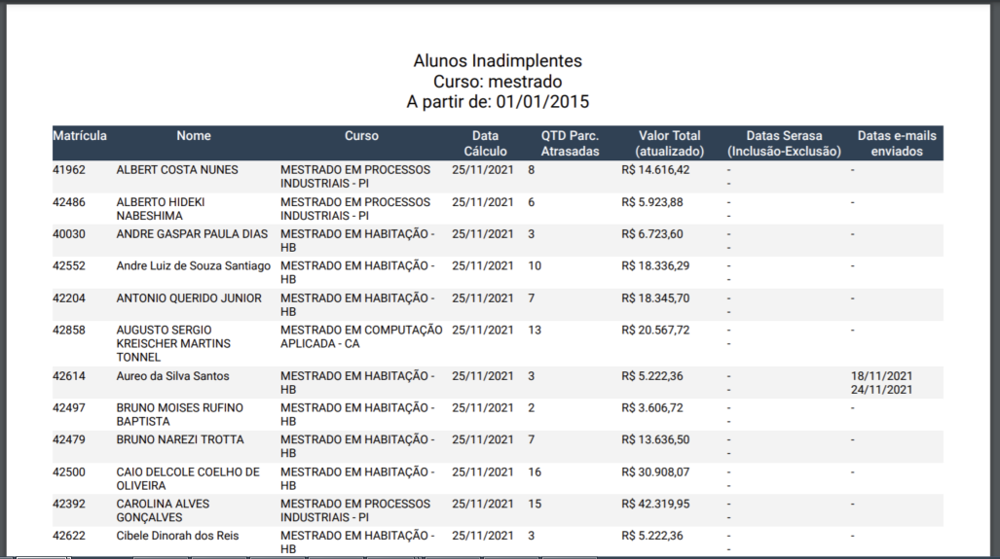 Alunos Inadimplentes
Curso: mestrado
A partir de: 01/01/2015
Matrícula Nome Curso Data Cálculo QTD Parc. Atrasadas Valor Total (atualizado) Datas Serasa (Inclusão-Exclusão) Datas e-mails enviados
41962 ALBERT COSTA NUNES MESTRADO EM PROCESSOS INDUSTRIAIS - PI 25/11/2021 8 R$ 14.616,42 - - -
42486 ALBERTO HIDEKI NABESHIMA MESTRADO EM PROCESSOS INDUSTRIAIS - PI 25/11/2021 6 R$ 5.923,88 - - -
40030 ANDRE GASPAR PAULA DIAS MESTRADO EM HABITAÇÃO - HB 25/11/2021 3 R$ 6.723,60 - - -
42552 Andre Luiz de Souza Santiago MESTRADO EM HABITAÇÃO - HB 25/11/2021 10 R$ 18.336,29 - - -
42204 ANTONIO QUERIDO JUNIOR MESTRADO EM HABITAÇÃO - HB 25/11/2021 7 R$ 18.345,70 - - -
42858 AUGUSTO SERGIO KREISCHER MARTINS TONNEL MESTRADO EM COMPUTAÇÃO APLICADA - CA 25/11/2021 13 R$ 20.567,72 - - -
42614 Aureo da Silva Santos MESTRADO EM HABITAÇÃO - HB 25/11/2021 3 R$ 5.222,36 - - 18/11/2021 24/11/2021
42497 BRUNO MOISES RUFINO BAPTISTA MESTRADO EM HABITAÇÃO - HB 25/11/2021 2 R$ 3.606,72 - - -
42479 BRUNO NAREZI TROTTA MESTRADO EM HABITAÇÃO - HB 25/11/2021 7 R$ 13.636,50 - - -
42500 CAIO DELCOLE COELHO DE OLIVEIRA MESTRADO EM HABITAÇÃO - HB 25/11/2021 16 R$ 30.908,07 - - -
42392 CAROLINA ALVES GONÇALVES MESTRADO EM PROCESSOS INDUSTRIAIS - PI 25/11/2021 15 R$ 42.319,95 - - -
42622 Cibele Dinorah dos Reis MESTRADO EM HABITAÇÃO - HB 25/11/2021 3 R$ 5.222,36 - - -